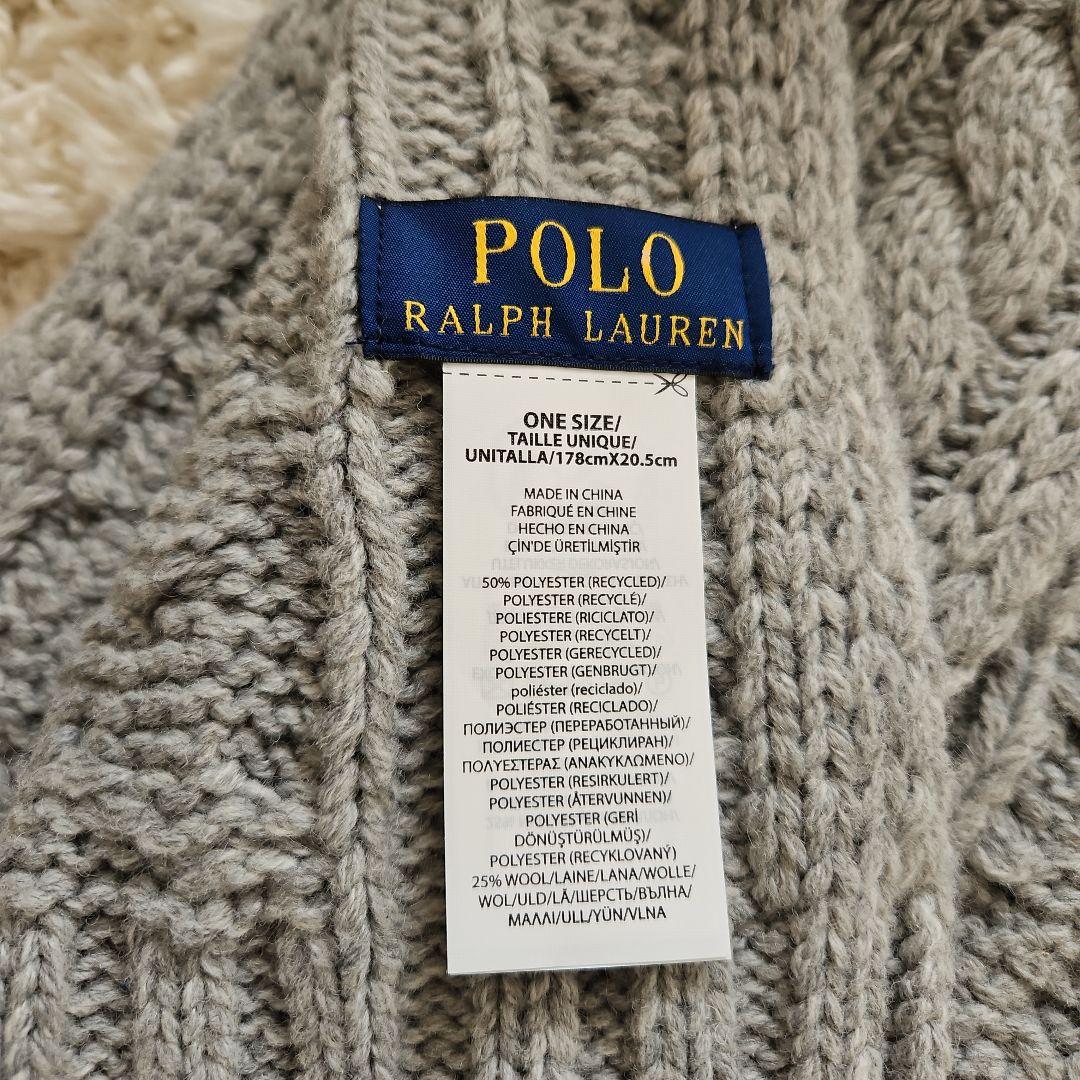 POLO
RALPH LAUREN
ONE SIZE/
TAILLE UNIQUE/
UNITALLA/178cmX20.5cm
MADE IN CHINA
FABRIQUÉ EN CHINE
HECHO EN CHINA
ÇİN'DE ÜRETİLMİŞTİR
50% POLYESTER (RECYCLED)/
POLYESTER (RECYCLÉ)/
POLIESTERE (RICICLATO)/
POLYESTER (RECYCELT)/
POLYESTER (GERECYCLED)/
POLYESTER (GENBRUGT)/
poliéster (reciclado)/
POLIÉSTER (RECICLADO)/
ПОЛИЭСТЕР (ПЕРЕРАБОТАННЫЙ)/
ПОЛИЕСТЕР (РЕЦИКЛИРАН)/
ΠΟΛΥΕΣΤΕΡΑΣ (ΑΝΑΚΥΚΛΩΜΕΝΟ)/
POLYESTER (RESIRKULERT)/
POLYESTER (ÅTERVUNNEN)/
POLYESTER (GERİ
DÖNÜŞTÜRÜLMÜŞ)/
POLYESTER (RECYKLOVANÝ)
25% WOOL/LAINE/LANA/WOLLE/
WOL/ULD/LÃ/ШЕРСТЬ/ВЪЛНА/
ΜΑΛΛΙ/ULL/YÜN/VLNA